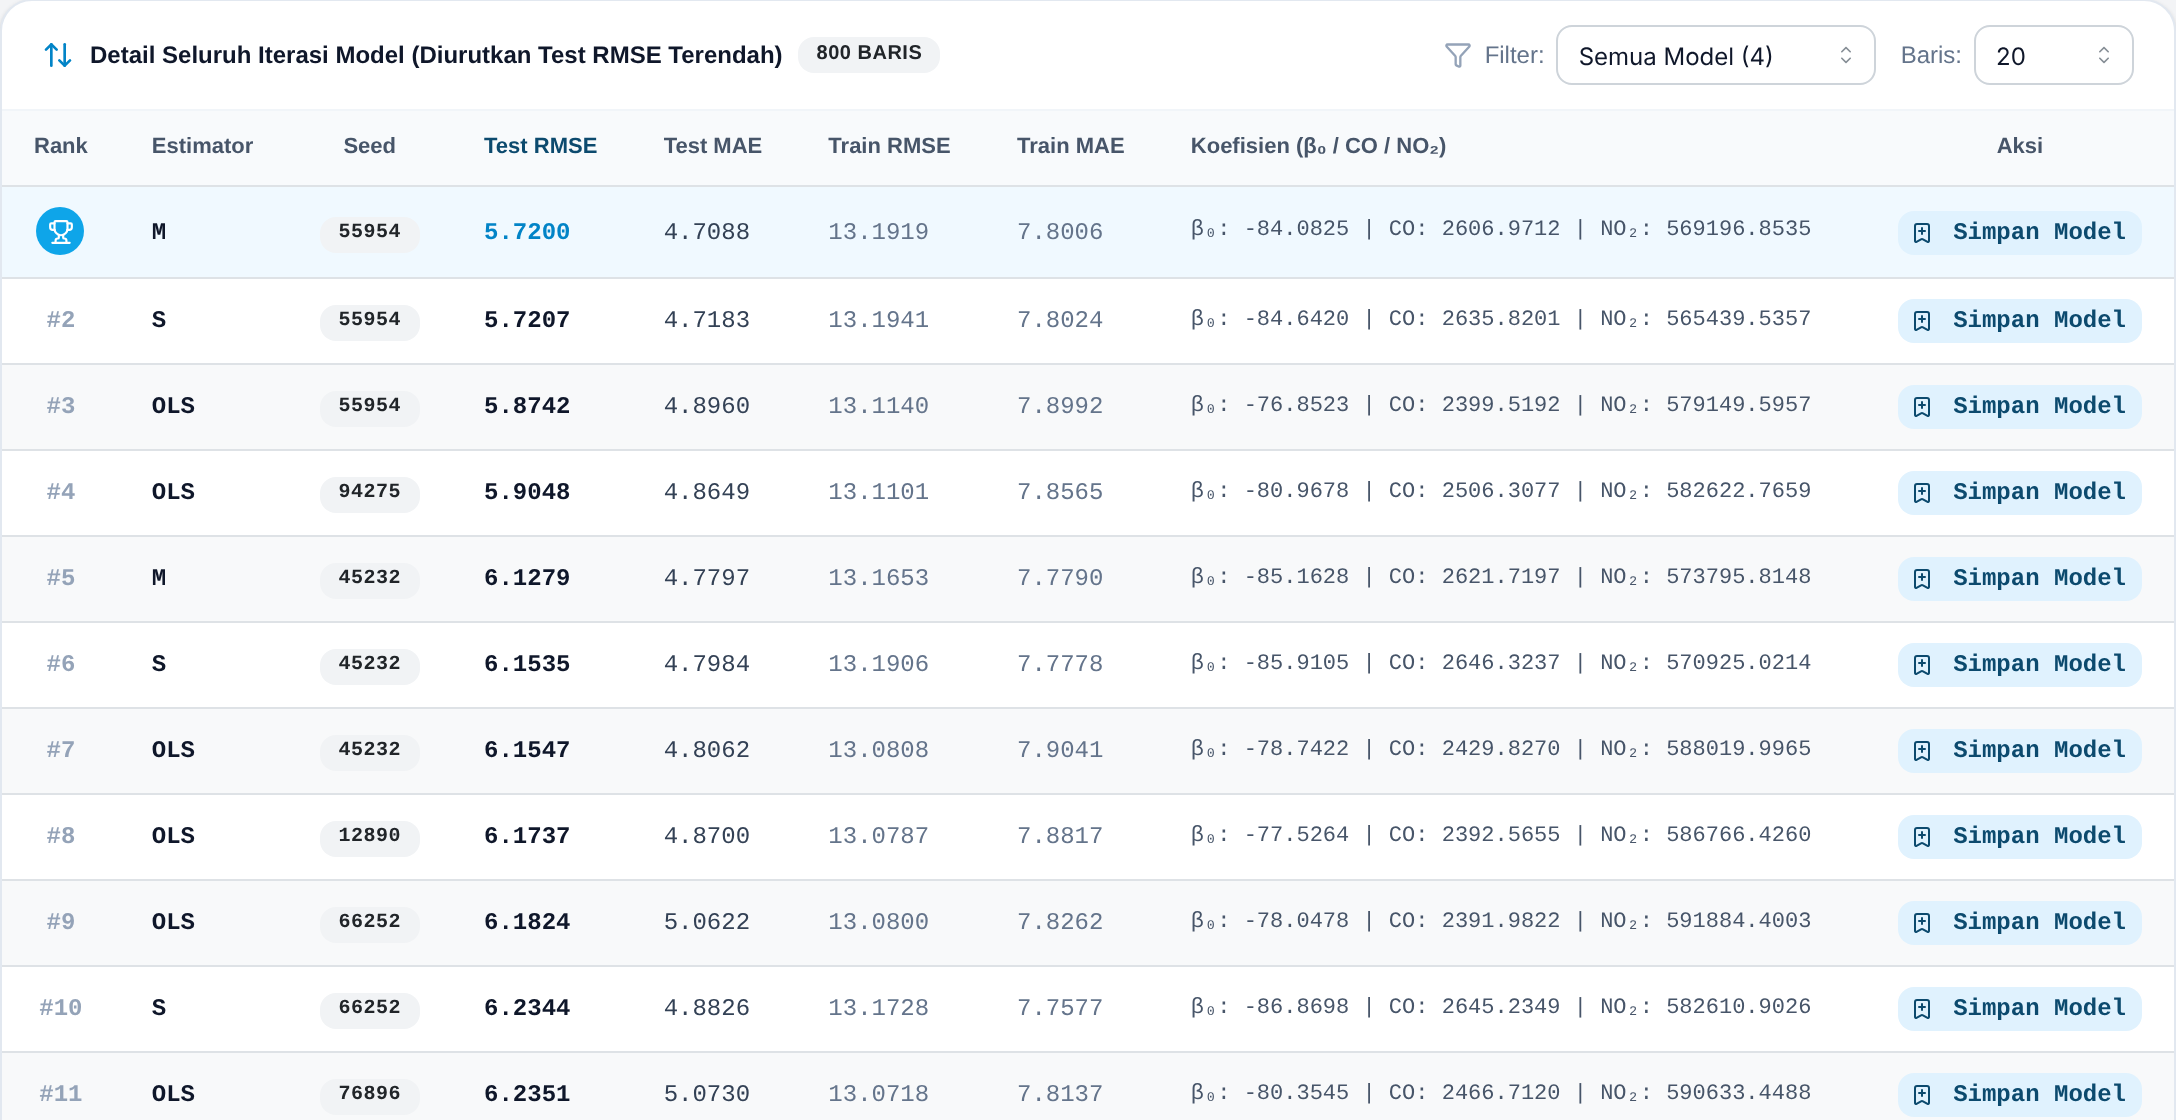 Detail Seluruh Iterasi Model (Diurutkan Test RMSE Terendah) 800 BARIS Filter: Semua Model (4) Baris: 20
Rank Estimator Seed Test RMSE Test MAE Train RMSE Train MAE Koefisien (β₀ / CO / NO₂) Aksi
M 55954 5.7200 4.7088 13.1919 7.8006 β₀: -84.0825 | CO: 2606.9712 | NO₂: 569196.8535 Simpan Model
#2 S 55954 5.7207 4.7183 13.1941 7.8024 β₀: -84.6420 | CO: 2635.8201 | NO₂: 565439.5357 Simpan Model
#3 OLS 55954 5.8742 4.8960 13.1140 7.8992 β₀: -76.8523 | CO: 2399.5192 | NO₂: 579149.5957 Simpan Model
#4 OLS 94275 5.9048 4.8649 13.1101 7.8565 β₀: -80.9678 | CO: 2506.3077 | NO₂: 582622.7659 Simpan Model
#5 M 45232 6.1279 4.7797 13.1653 7.7790 β₀: -85.1628 | CO: 2621.7197 | NO₂: 573795.8148 Simpan Model
#6 S 45232 6.1535 4.7984 13.1906 7.7778 β₀: -85.9105 | CO: 2646.3237 | NO₂: 570925.0214 Simpan Model
#7 OLS 45232 6.1547 4.8062 13.0808 7.9041 β₀: -78.7422 | CO: 2429.8270 | NO₂: 588019.9965 Simpan Model
#8 OLS 12890 6.1737 4.8700 13.0787 7.8817 β₀: -77.5264 | CO: 2392.5655 | NO₂: 586766.4260 Simpan Model
#9 OLS 66252 6.1824 5.0622 13.0800 7.8262 β₀: -78.0478 | CO: 2391.9822 | NO₂: 591884.4003 Simpan Model
#10 S 66252 6.2344 4.8826 13.1728 7.7577 β₀: -86.8698 | CO: 2645.2349 | NO₂: 582610.9026 Simpan Model
#11 OLS 76896 6.2351 5.0730 13.0718 7.8137 β₀: -80.3545 | CO: 2466.7120 | NO₂: 590633.4488 Simpan Model